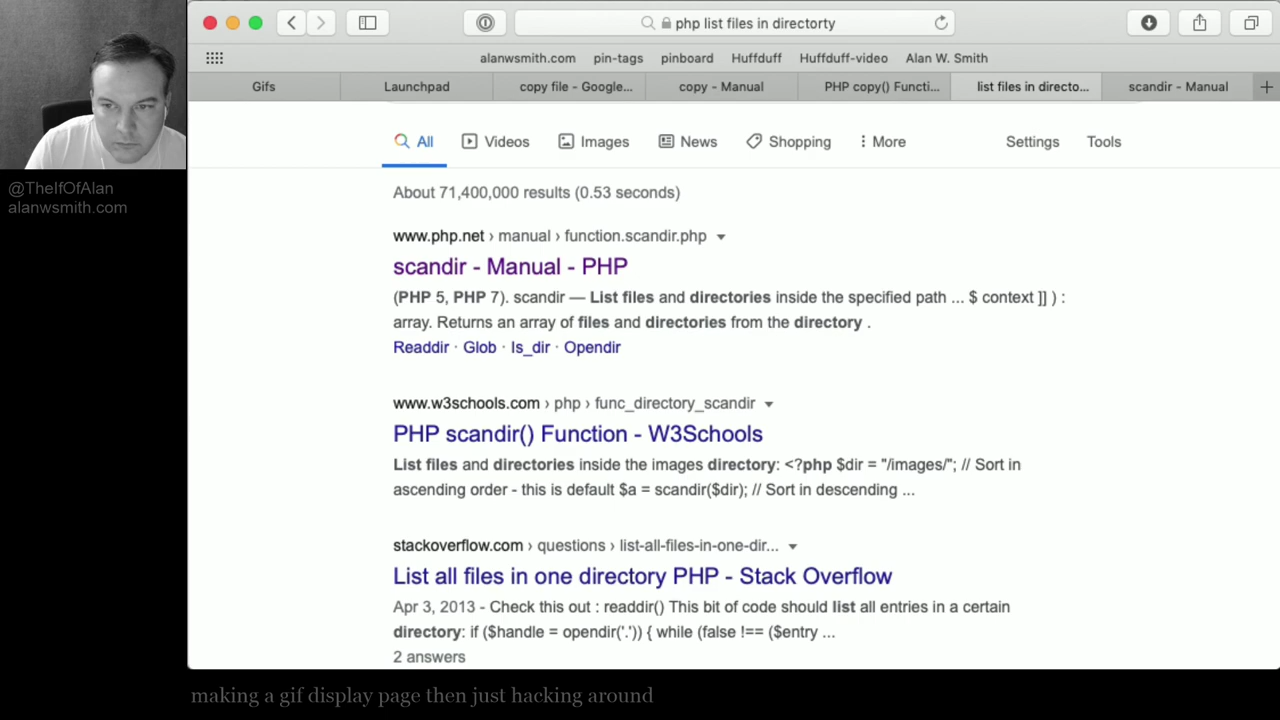 php list files in directorty
alanwsmith.com pin-tags pinboard Huffduff Huffduff-video Alan W. Smith
Gifs Launchpad copy file - Google... copy - Manual PHP copy() Functi... list files in directo... scandir - Manual
All Videos Images News Shopping More Settings Tools
About 71,400,000 results (0.53 seconds)
www.php.net › manual › function.scandir.php
scandir - Manual - PHP
(PHP 5, PHP 7). scandir — List files and directories inside the specified path ... $ context ]] ) :
array. Returns an array of files and directories from the directory .
Readdir · Glob · Is_dir · Opendir
www.w3schools.com › php › func_directory_scandir
PHP scandir() Function - W3Schools
List files and directories inside the images directory: <?php $dir = "/images/"; // Sort in
ascending order - this is default $a = scandir($dir); // Sort in descending ...
stackoverflow.com › questions › list-all-files-in-one-dir...
List all files in one directory PHP - Stack Overflow
Apr 3, 2013 - Check this out : readdir() This bit of code should list all entries in a certain
directory: if ($handle = opendir('.')) { while (false !== ($entry ...
2 answers
@TheIfOfAlan
alanwsmith.com
making a gif display page then just hacking around